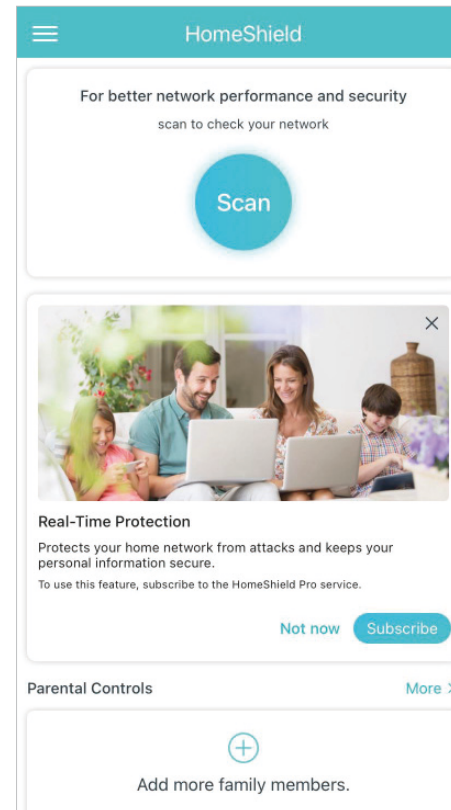 HomeShield
For better network performance and security
scan to check your network
Scan
Real-Time Protection
Protects your home network from attacks and keeps your
personal information secure.
To use this feature, subscribe to the HomeShield Pro service.
Not now Subscribe
Parental Controls More
Add more family members.